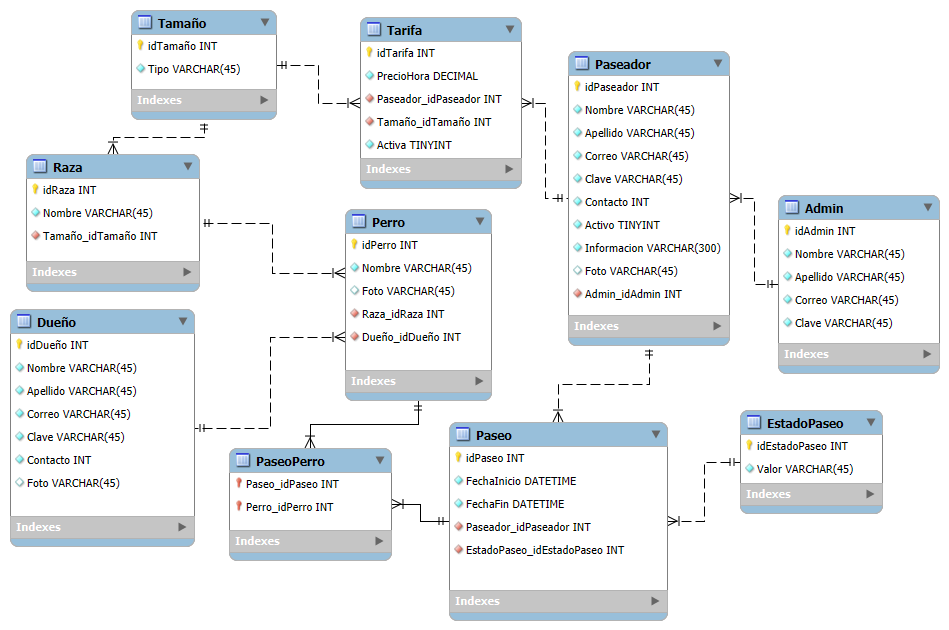 Tamaño
idTamaño INT
Tipo VARCHAR(45)
Indexes
Tarifa
idTarifa INT
PrecioHora DECIMAL
Paseador_idPaseador INT
Tamaño_idTamaño INT
Activa TINYINT
Indexes
Paseador
idPaseador INT
Nombre VARCHAR(45)
Apellido VARCHAR(45)
Correo VARCHAR(45)
Clave VARCHAR(45)
Contacto INT
Activo TINYINT
Informacion VARCHAR(300)
Foto VARCHAR(45)
Admin_idAdmin INT
Indexes
Raza
idRaza INT
Nombre VARCHAR(45)
Tamaño_idTamaño INT
Indexes
Perro
idPerro INT
Nombre VARCHAR(45)
Foto VARCHAR(45)
Raza_idRaza INT
Dueño_idDueño INT
Indexes
Admin
idAdmin INT
Nombre VARCHAR(45)
Apellido VARCHAR(45)
Correo VARCHAR(45)
Clave VARCHAR(45)
Indexes
Dueño
idDueño INT
Nombre VARCHAR(45)
Apellido VARCHAR(45)
Correo VARCHAR(45)
Clave VARCHAR(45)
Contacto INT
Foto VARCHAR(45)
Indexes
PaseoPerro
Paseo_idPaseo INT
Perro_idPerro INT
Indexes
Paseo
idPaseo INT
FechaInicio DATETIME
FechaFin DATETIME
Paseador_idPaseador INT
EstadoPaseo_idEstadoPaseo INT
Indexes
EstadoPaseo
idEstadoPaseo INT
Valor VARCHAR(45)
Indexes